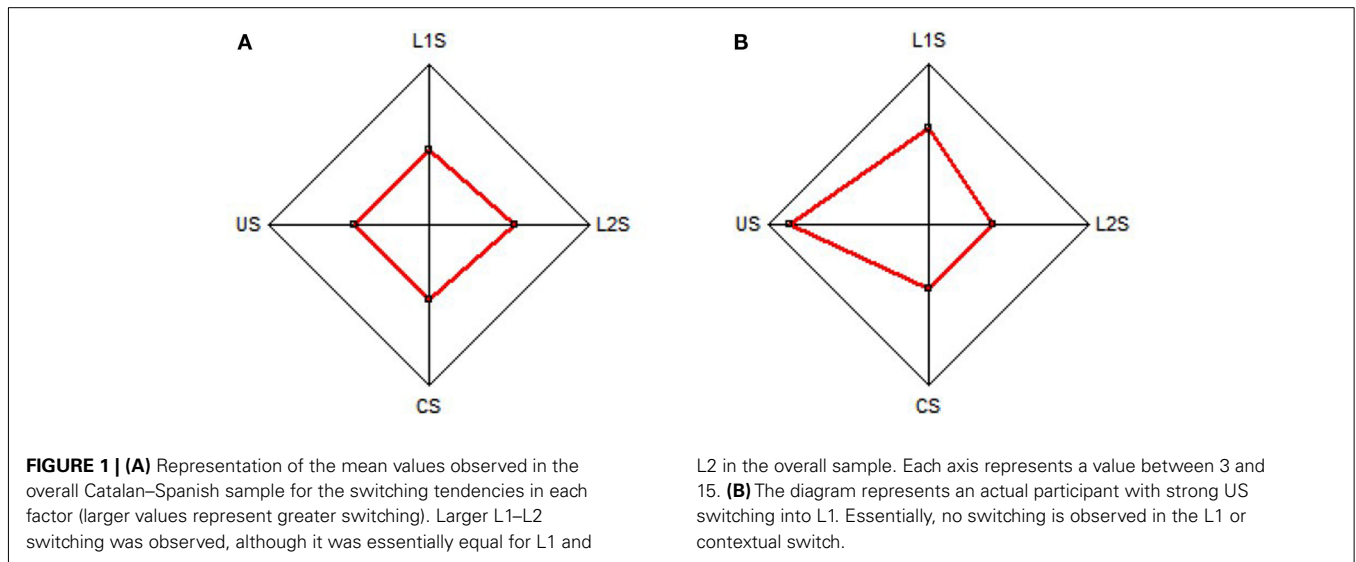 A
L1S
US
L2S
CS
B
L1S
US
L2S
CS
FIGURE 1 | (A) Representation of the mean values observed in the
overall Catalan–Spanish sample for the switching tendencies in each
factor (larger values represent greater switching). Larger L1–L2
switching was observed, although it was essentially equal for L1 and
L2 in the overall sample. Each axis represents a value between 3 and
15. (B) The diagram represents an actual participant with strong US
switching into L1. Essentially, no switching is observed in the L1 or
contextual switch.